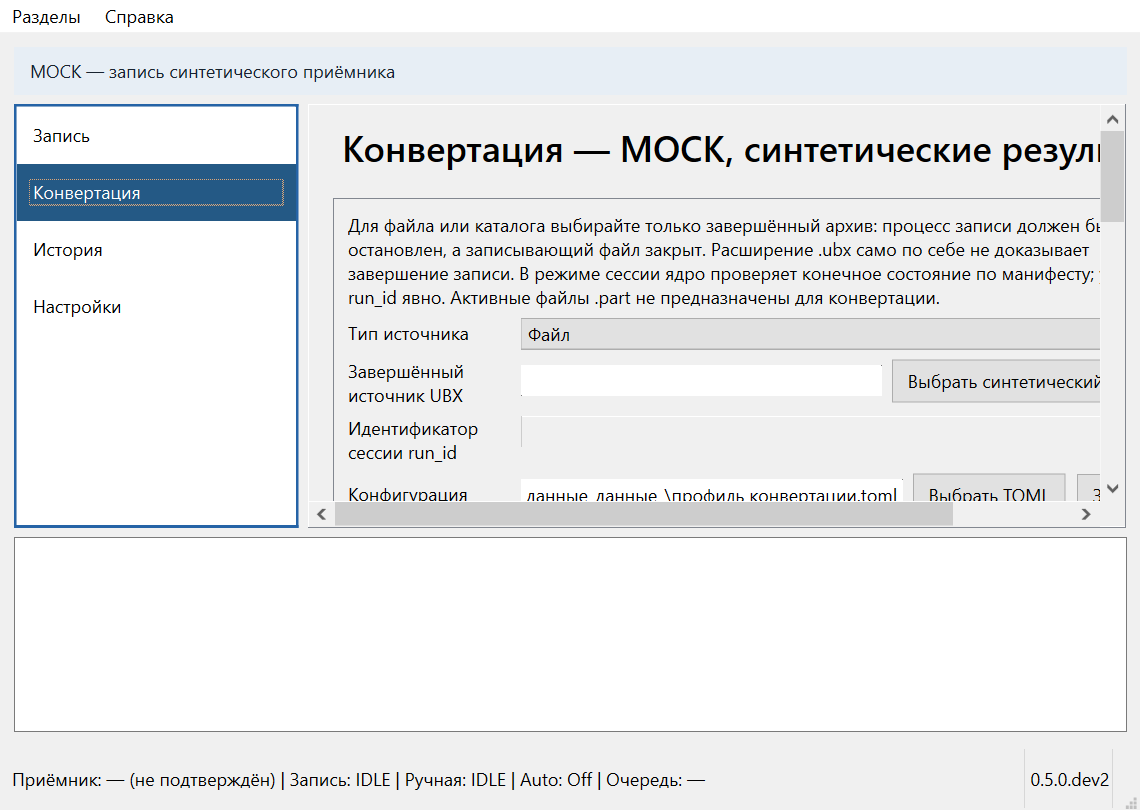 Разделы Справка
МОСК — запись синтетического приёмника
Запись
Конвертация
История
Настройки
Конвертация — МОСК, синтетические резул
Для файла или каталога выбирайте только завершённый архив: процесс записи должен бы
остановлен, а записывающий файл закрыт. Расширение .ubx само по себе не доказывает
завершение записи. В режиме сессии ядро проверяет конечное состояние по манифесту;
run_id явно. Активные файлы .part не предназначены для конвертации.
Тип источника Файл
Завершённый
источник UBX
Выбрать синтетический
Идентификатор
сессии run_id
Конфигурация данные_данные_\профиль конвертации.toml Выбрать TOML З
Приёмник: — (не подтверждён) | Запись: IDLE | Ручная: IDLE | Auto: Off | Очередь: —
0.5.0.dev2